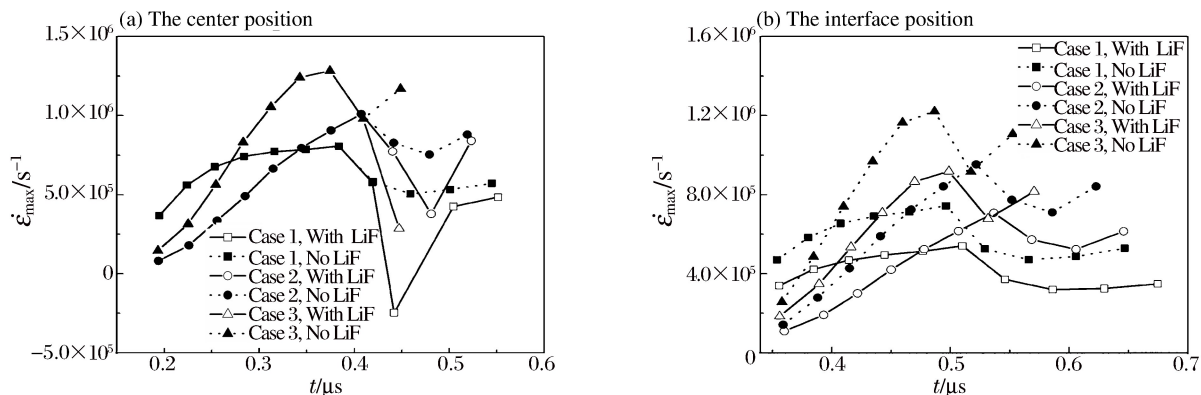 (a) The center position
1.5×10⁶
1.0×10⁶
5.0×10⁵
0
−5.0×10⁵
ε̇max/s⁻¹
Case 1, With LiF
Case 1, No LiF
Case 2, With LiF
Case 2, No LiF
Case 3, With LiF
Case 3, No LiF
0.2 0.3 0.4 0.5 0.6
t/μs
(b) The interface position
1.6×10⁶
1.2×10⁶
8.0×10⁵
4.0×10⁵
0
ε̇max/s⁻¹
Case 1, With LiF
Case 1, No LiF
Case 2, With LiF
Case 2, No LiF
Case 3, With LiF
Case 3, No LiF
0.4 0.5 0.6 0.7
t/μs